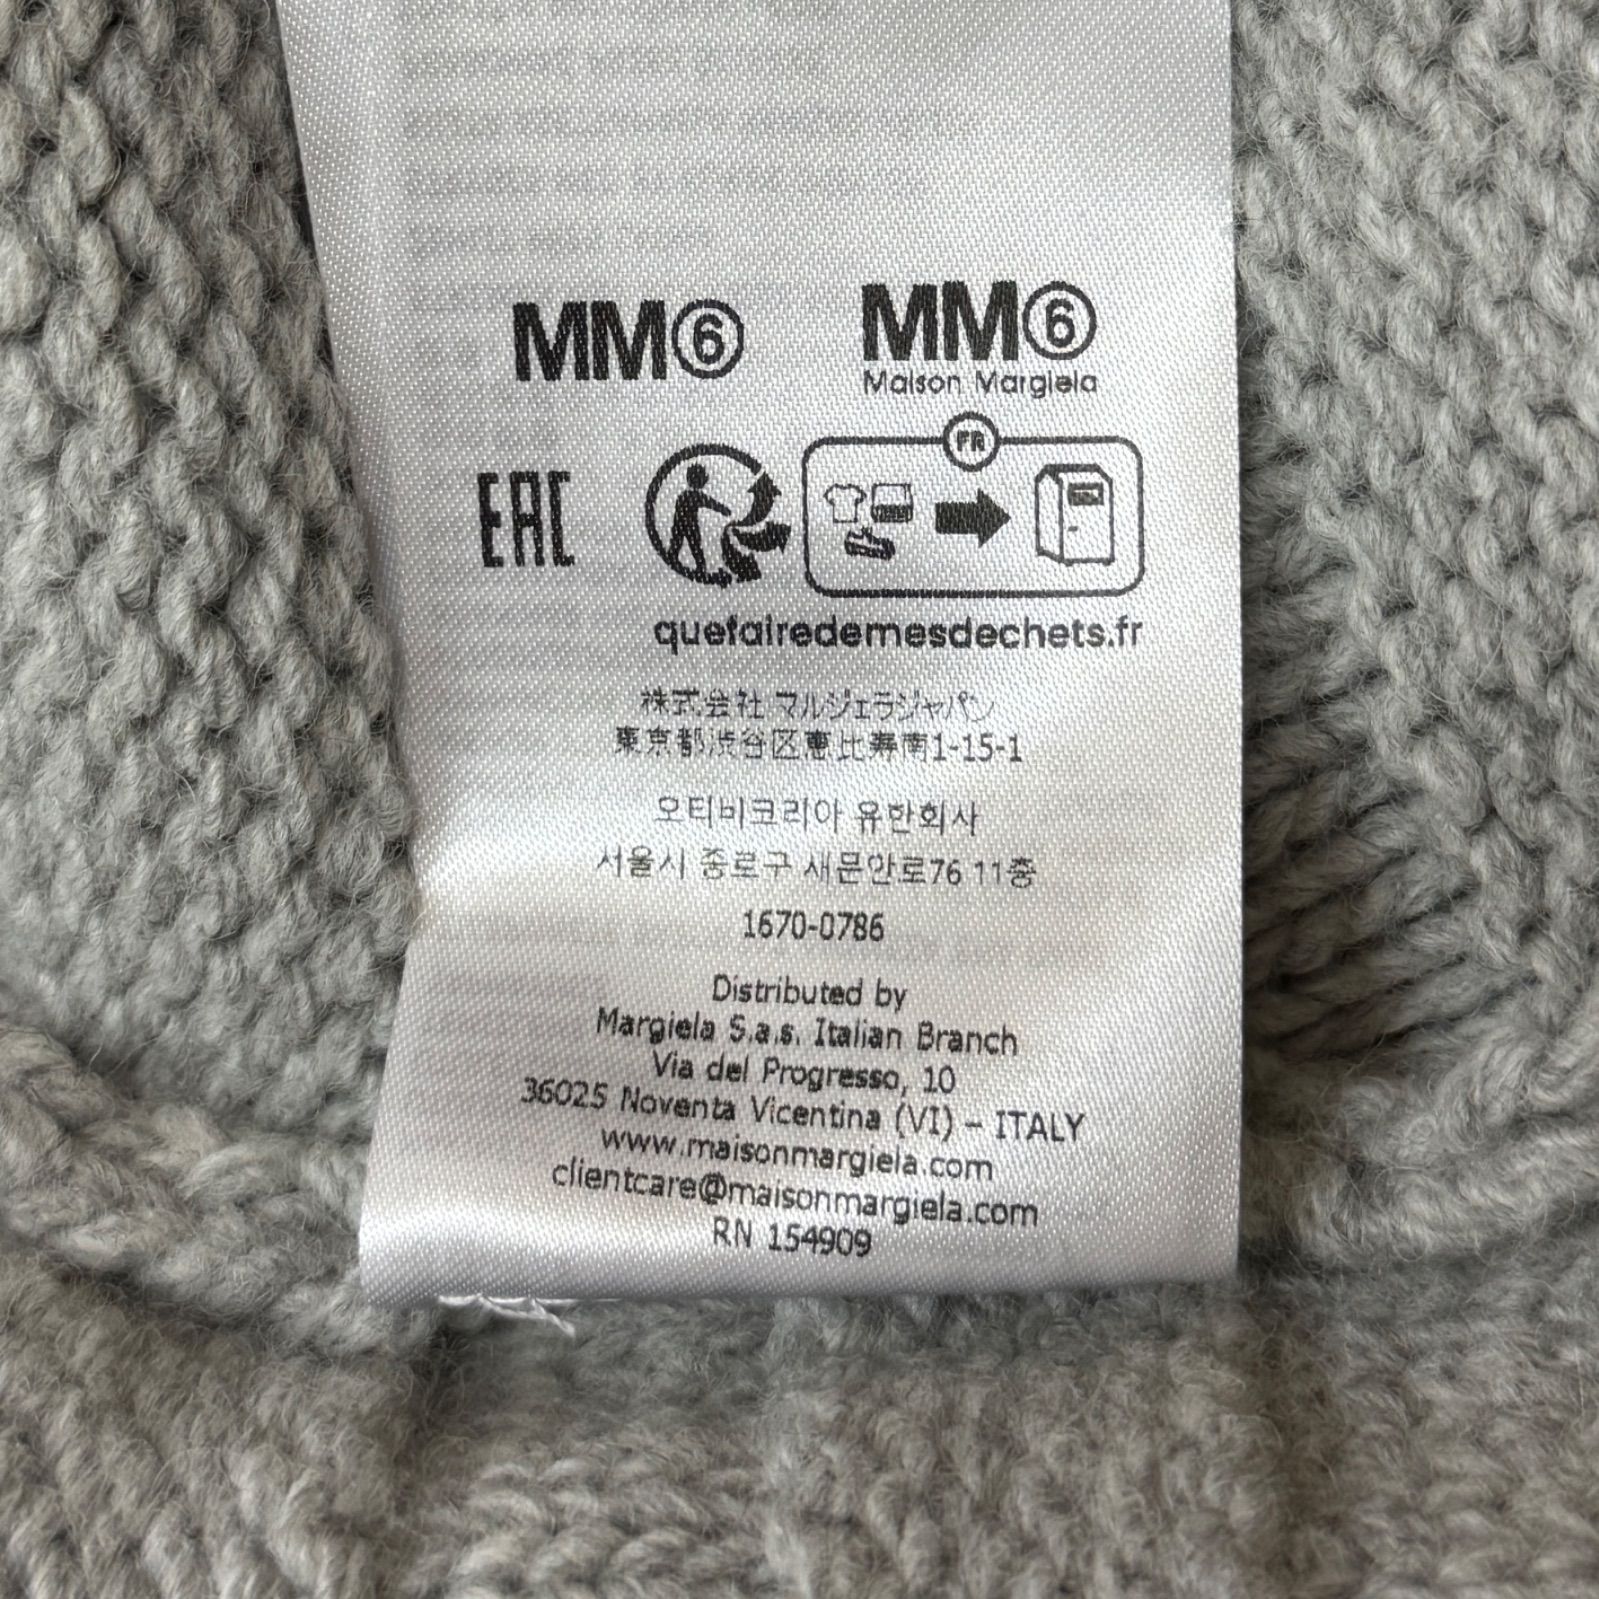 MM⑥ MM⑥
Maison Margiela
FR
EAC
quefairedemesdechets.fr
株式会社 マルジェラジャパン
東京都渋谷区恵比寿南1-15-1
오티비코리아 유한회사
서울시 종로구 새문안로76 11층
1670-0786
Distributed by
Margiela S.a.s. Italian Branch
Via del Progresso, 10
36025 Noventa Vicentina (VI) – ITALY
www.maisonmargiela.com
clientcare@maisonmargiela.com
RN 154909